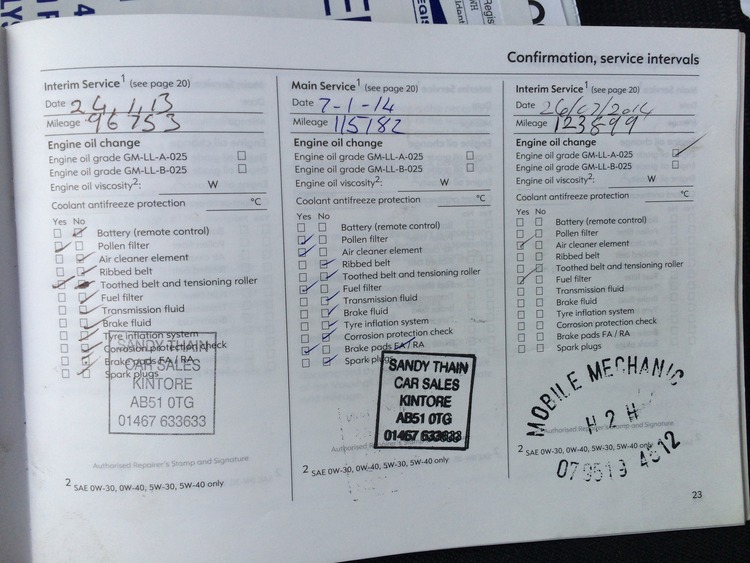 Confirmation, service intervals
Interim Service1 (see page 20)
Date 24.4.13
Mileage 96753
Engine oil change
Engine oil grade GM-LL-A-025
Engine oil grade GM-LL-B-025
Engine oil viscosity2: W
Coolant antifreeze protection °C
Yes No
Battery (remote control)
Pollen filter
Air cleaner element
Ribbed belt
Toothed belt and tensioning roller
Fuel filter
Transmission fluid
Brake fluid
Tyre inflation system
Corrosion protection check
Brake pads FA / RA
Spark plugs
SANDY THAIN
CAR SALES
KINTORE
AB51 0TG
01467 633633
Authorised Repairer's Stamp and Signature
2 SAE 0W-30, 0W-40, 5W-30, 5W-40 only
Main Service1 (see page 20)
Date 7-1-14
Mileage 115182
Engine oil change
Engine oil grade GM-LL-A-025
Engine oil grade GM-LL-B-025
Engine oil viscosity2: W
Coolant antifreeze protection °C
Yes No
Battery (remote control)
Pollen filter
Air cleaner element
Ribbed belt
Toothed belt and tensioning roller
Fuel filter
Transmission fluid
Brake fluid
Tyre inflation system
Corrosion protection check
Brake pads FA / RA
Spark plugs
SANDY THAIN
CAR SALES
KINTORE
AB51 0TG
01467 633633
2 SAE 0W-30, 0W-40, 5W-30, 5W-40 only
Interim Service1 (see page 20)
Date 26/07/2014
Mileage 123899
Engine oil change
Engine oil grade GM-LL-A-025
Engine oil grade GM-LL-B-025
Engine oil viscosity2: W
Coolant antifreeze protection °C
Yes No
Battery (remote control)
Pollen filter
Air cleaner element
Ribbed belt
Toothed belt and tensioning roller
Fuel filter
Transmission fluid
Brake fluid
Tyre inflation system
Corrosion protection check
Brake pads FA / RA
Spark plugs
MOBILE MECHANIC
H 2 H
Authorised Repairer's Stamp and Signature
2 SAE 0W-30, 0W-40, 5W-30, 5W-40 only
23